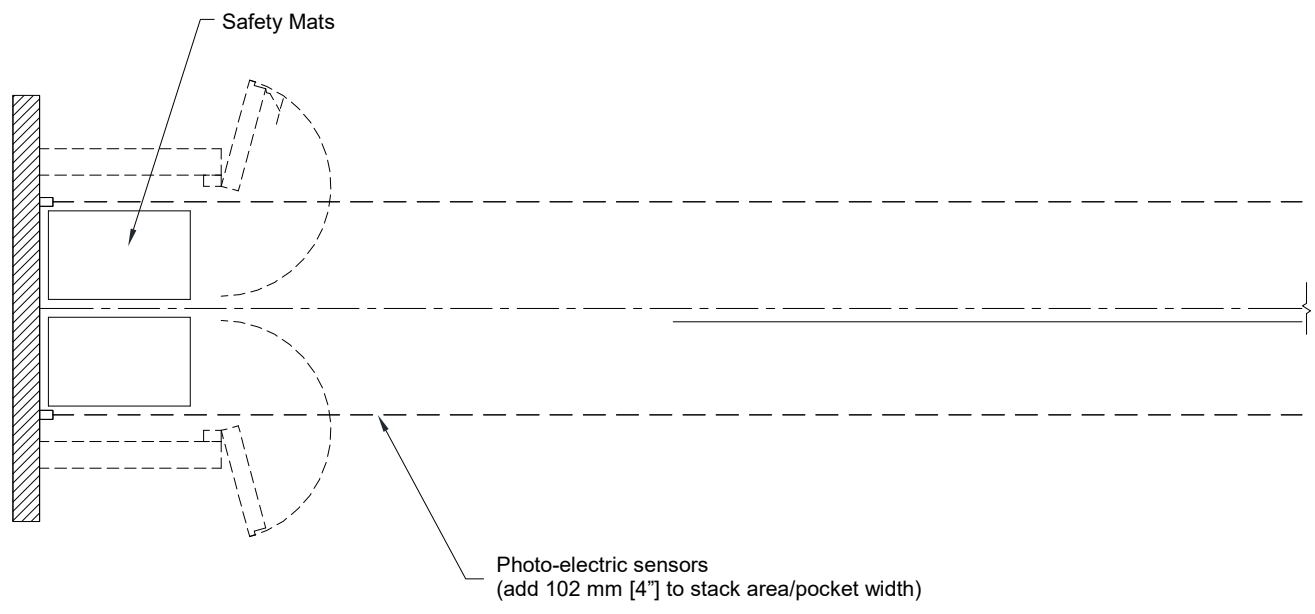 Safety Mats
Photo-electric sensors
(add 102 mm [4”] to stack area/pocket width)